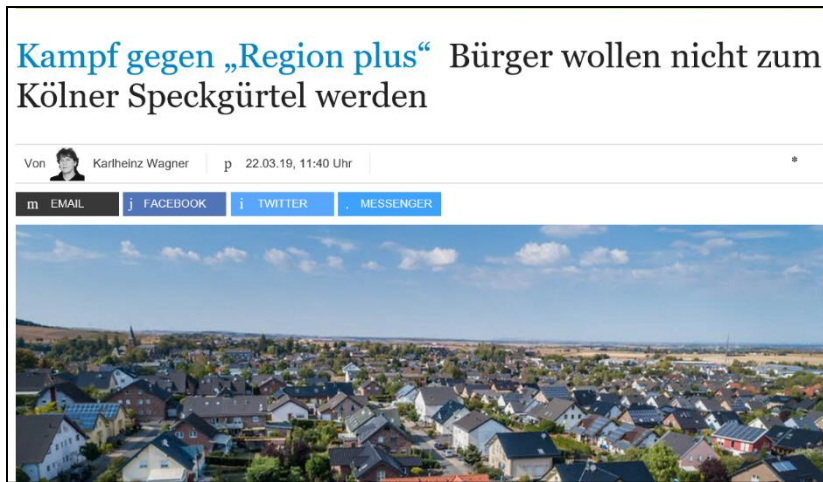 Kampf gegen „Region plus“ Bürger wollen nicht zum
Kölner Speckgürtel werden
Von Karlheinz Wagner p 22.03.19, 11:40 Uhr *
m EMAIL j FACEBOOK i TWITTER . MESSENGER